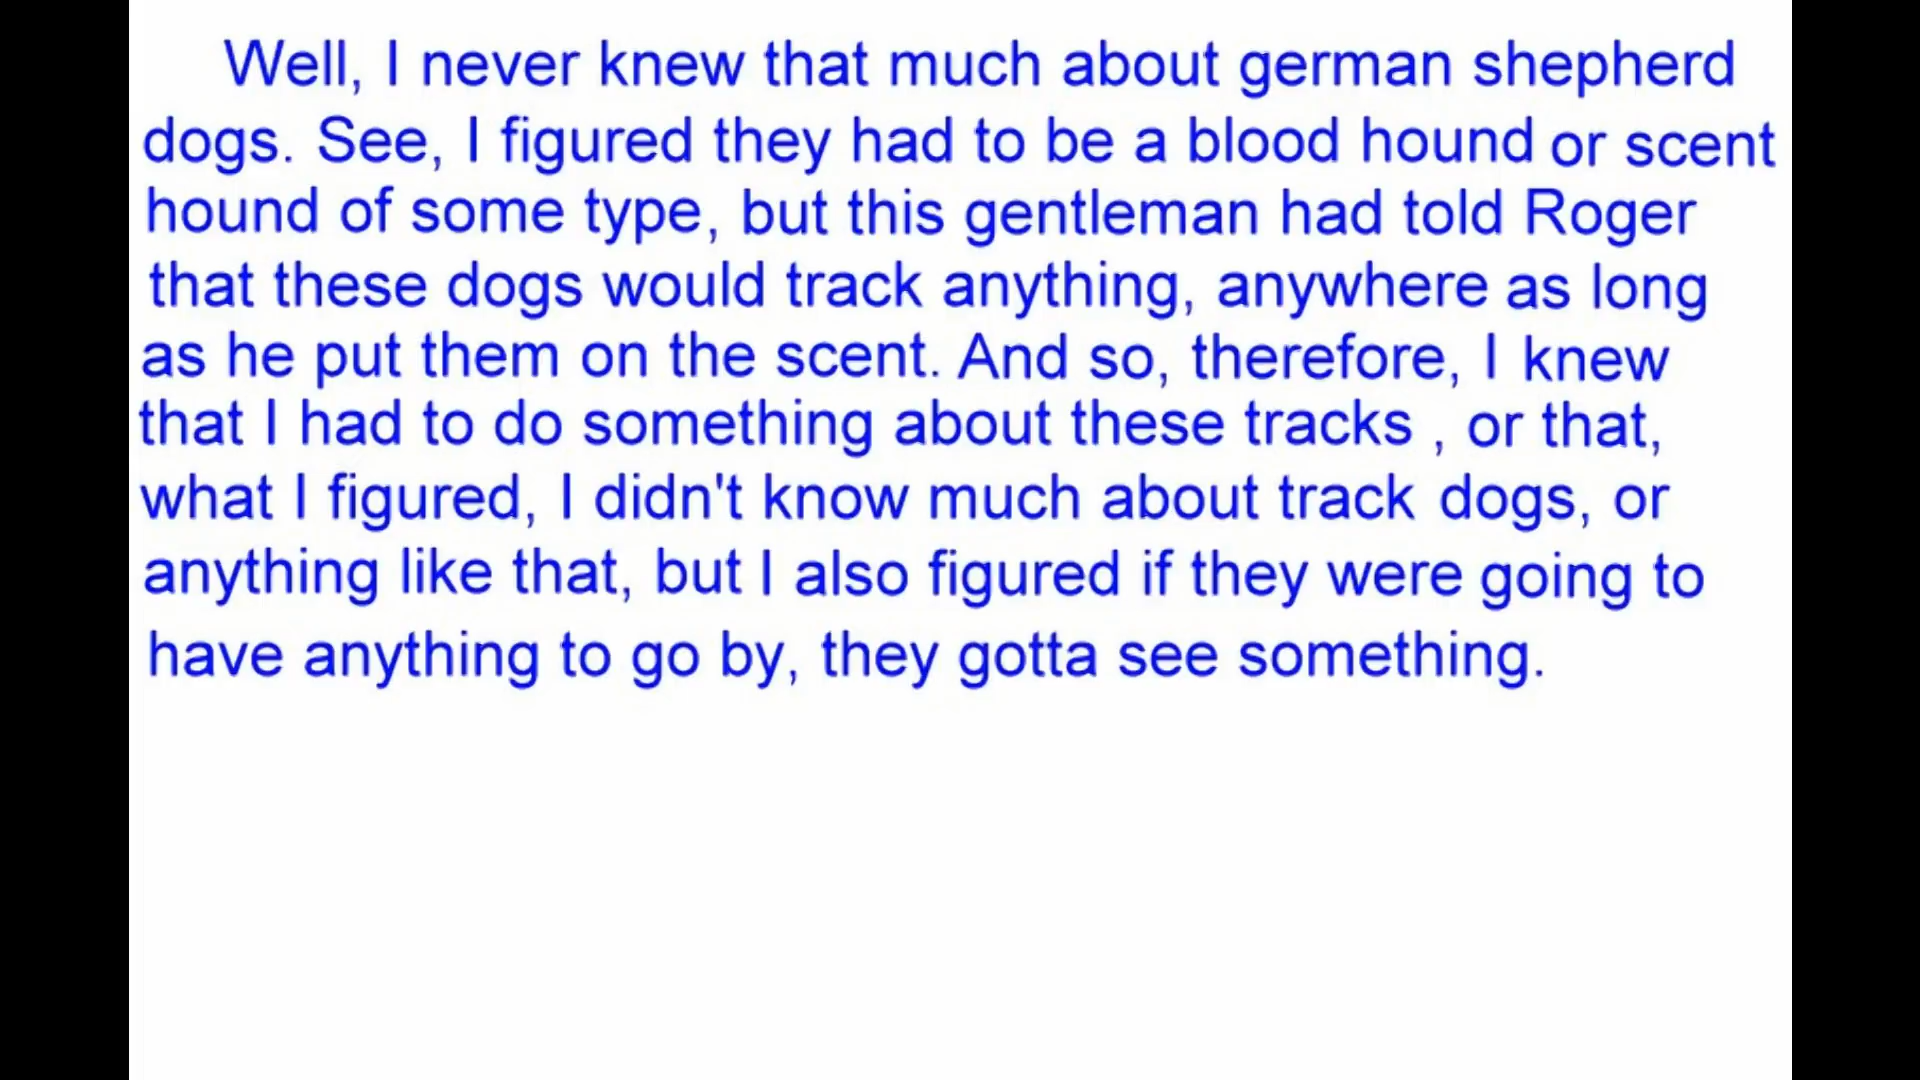 Well, I never knew that much about german shepherd
dogs. See, I figured they had to be a blood hound or scent
hound of some type, but this gentleman had told Roger
that these dogs would track anything, anywhere as long
as he put them on the scent. And so, therefore, I knew
that I had to do something about these tracks , or that,
what I figured, I didn't know much about track dogs, or
anything like that, but I also figured if they were going to
have anything to go by, they gotta see something.